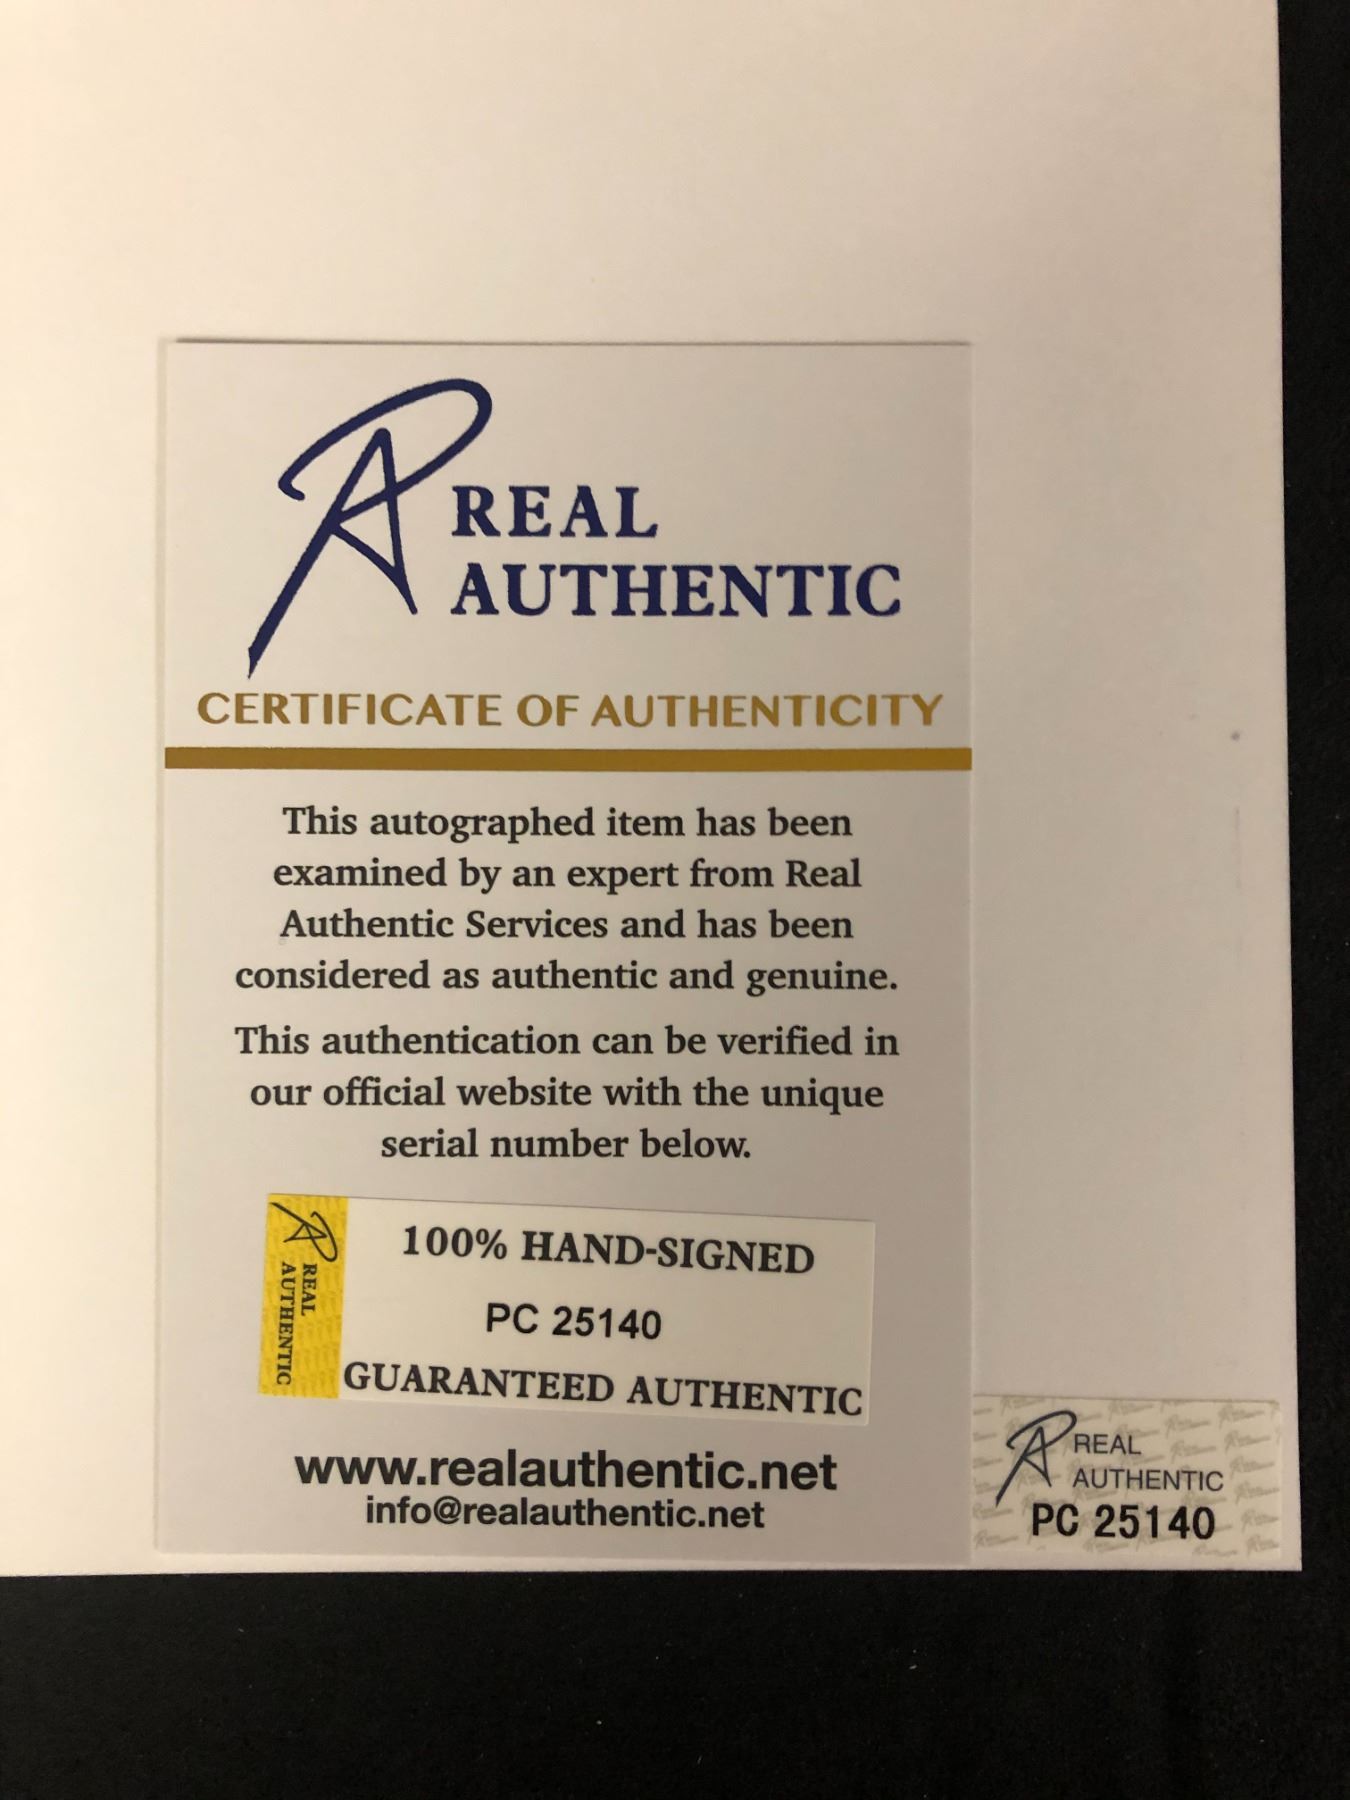 REAL
AUTHENTIC
CERTIFICATE OF AUTHENTICITY
This autographed item has been
examined by an expert from Real
Authentic Services and has been
considered as authentic and genuine.
This authentication can be verified in
our official website with the unique
serial number below.
REAL
AUTHENTIC
100% HAND-SIGNED
PC 25140
GUARANTEED AUTHENTIC
www.realauthentic.net
info@realauthentic.net
REAL
AUTHENTIC
PC 25140